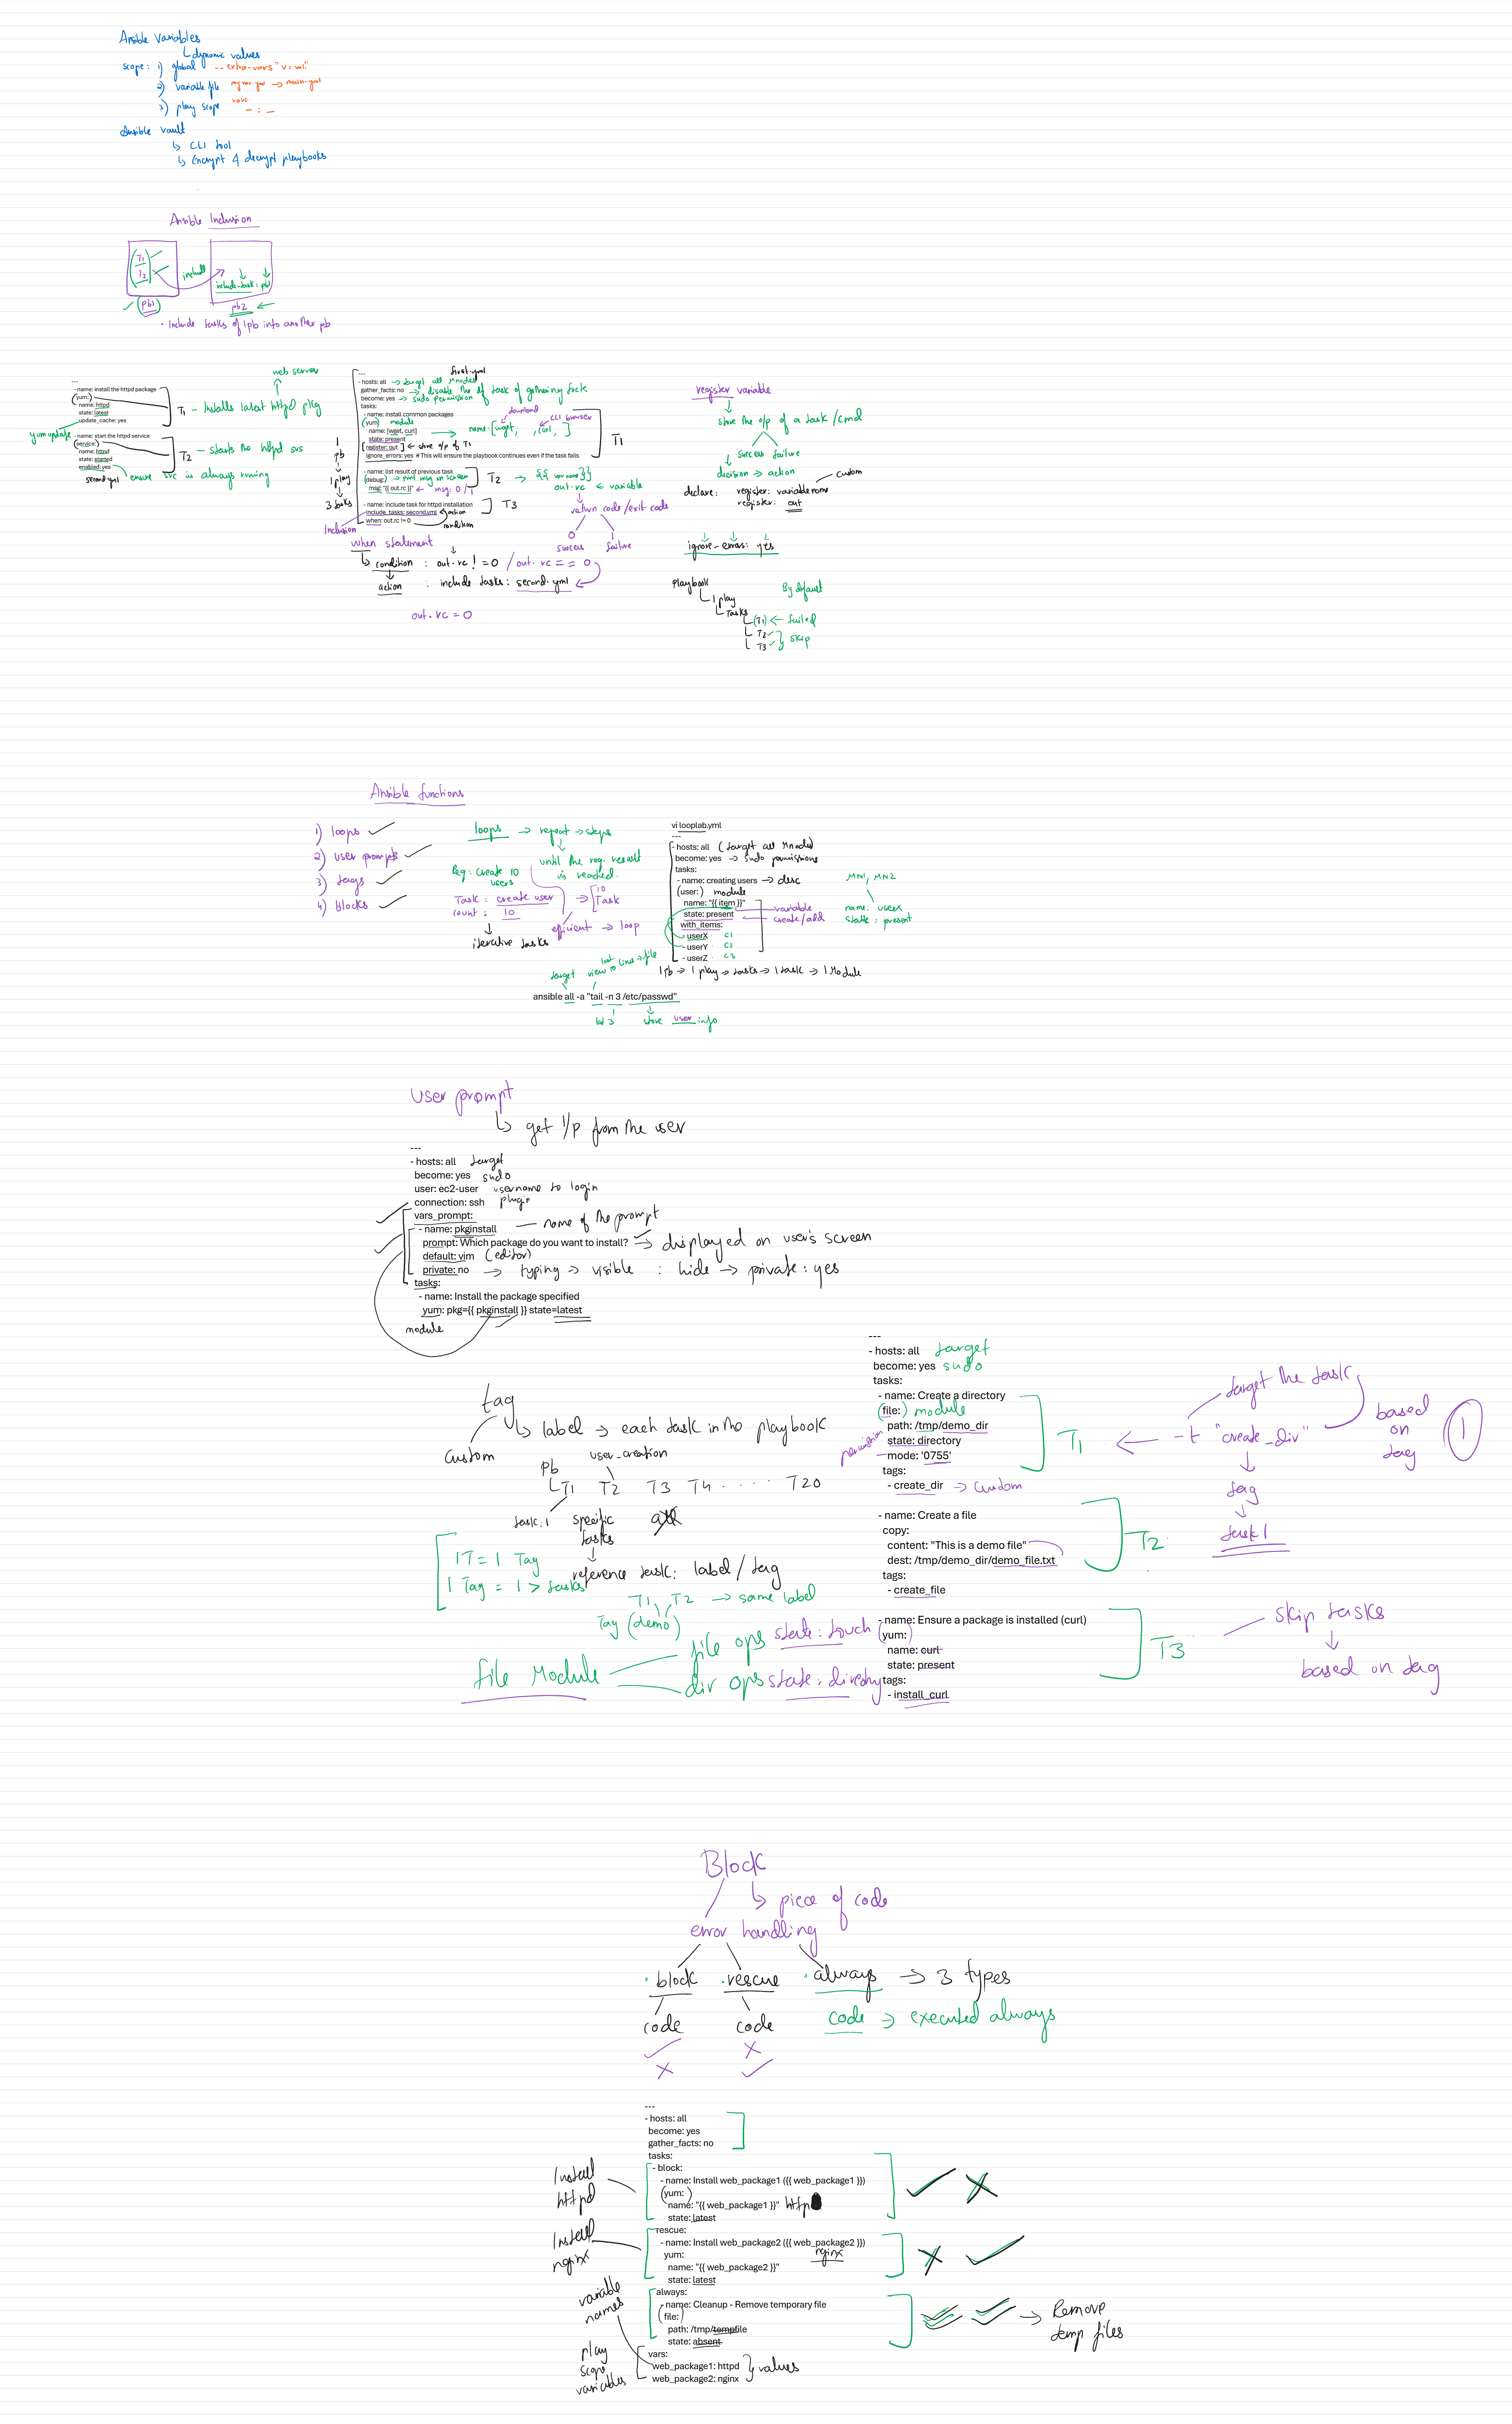 Ansible Variables
↳ dynamic values
scope: 1) global -- extra-vars "v=val"
2) variable file myvar.yml → main.yml
3) play scope vars: - : -
Ansible Vault
↳ CLI tool
↳ Encrypt & decrypt playbooks
Ansible Inclusion
T1
T2
include
include-task: pb1
(pb1)
pb2
• Include tasks of 1pb into another pb
web server
---
- name: install the httpd package
yum:
name: httpd
state: latest
update_cache: yes
T1 - Installs latest httpd pkg
yum update
- name: start the httpd service
service:
name: httpd
state: started
enabled: yes
T2 - starts the httpd svs
second.yml
ensure svc is always running
first.yml
---
- hosts: all → target all Mnodes
gather_facts: no → disable the df task of gathering facts
become: yes → sudo permission
tasks:
- name: install common packages
(yum) module
name: [wget, curl] → name: [wget, , curl, ]
download
CLI browser
state: present
register: out ← store o/p of T1
ignore_errors: yes # This will ensure the playbook continues even if the task fails
T1
- name: list result of previous task
(debug:) → print msg on screen
msg: "{{ out.rc }}" ← msg: 0 / 1
T2 → {{ var name }}
out.rc ← variable
- name: include task for httpd installation
include_tasks: second.yml ← action
when: out.rc != 0
condition
T3
1 pb
↓
1 play
↓
3 tasks
Inclusion
return code/exit code
0 1
success failure
when statement
↳ condition : out.rc != 0 / out.rc == 0
action : include tasks: second.yml
out.rc = 0
register variable
↓
store the o/p of a task/cmd
success failure
decision → action
custom
declare: register: variable name
register: out
ignore-errors: yes
playbook
By default
↳ 1 play
↳ Tasks
(T1) ← failed
T2
T3
skip
Ansible functions
1) loops
2) user prompts
3) tags
4) blocks
loops → repeat → steps
until the req. result
is reached.
Req: Create 10
users
Task: create user
count: 10
→ 10 Task
efficient → loop
iterative tasks
vi looplab.yml
---
- hosts: all (target all Mnodes)
become: yes → sudo permissions
tasks:
- name: creating users → desc
(user:) module
name: "{{ item }}"
state: present
variable
create/add
with_items:
- userX C1
- userY C2
- userZ C3
MN1, MN2
name: userX
state: present
1pb → 1 play → tasks → 1 task → 1 Module
target view 10 last lines → file
ansible all -a "tail -n 3 /etc/passwd"
store user info
User prompt
↳ get I/p from the user
---
- hosts: all target
become: yes sudo
user: ec2-user username to login
connection: ssh plugin
vars_prompt:
- name: pkginstall — name of the prompt
prompt: Which package do you want to install? → displayed on user's screen
default: vim (editor)
private: no → typing → visible : hide → private: yes
tasks:
- name: Install the package specified
yum: pkg={{ pkginstall }} state=latest
module
tag
↳ label → each task in the playbook
custom
user_creation
pb
↳ T1 T2 T3 T4 . . . . T20
task:1 specific all
tasks
↓
reference task: label/tag
1T = 1 Tag
1 Tag = 1 > tasks
T1, T2 → same label
Tag (demo)
file Module
file ops state: touch
dir ops state: directory
---
- hosts: all target
become: yes sudo
tasks:
- name: Create a directory
(file:) module
path: /tmp/demo_dir
state: directory
mode: '0755'
permission
tags:
- create_dir → custom
T1
target the task
← -t "create_dir"
based
on
tag
1
↓
tag
↓
task1
- name: Create a file
copy:
content: "This is a demo file"
dest: /tmp/demo_dir/demo_file.txt
tags:
- create_file
T2
- name: Ensure a package is installed (curl)
(yum:)
name: curl
state: present
tags:
- install_curl
T3
skip tasks
↓
based on tag
Block
↳ piece of code
error handling
• block • rescue • always → 3 types
code code code → executed always
---
- hosts: all
become: yes
gather_facts: no
tasks:
- block:
- name: Install web_package1 ({{ web_package1 }})
(yum:)
name: "{{ web_package1 }}" http
state: latest
Install
httpd
rescue:
- name: Install web_package2 ({{ web_package2 }})
yum:
name: "{{ web_package2 }}"
nginx
state: latest
Install
nginx
always:
- name: Cleanup - Remove temporary file
(file:)
path: /tmp/tempfile
state: absent
→ Remove
temp files
variable
names
vars:
web_package1: httpd
web_package2: nginx
values
play
scope
variables